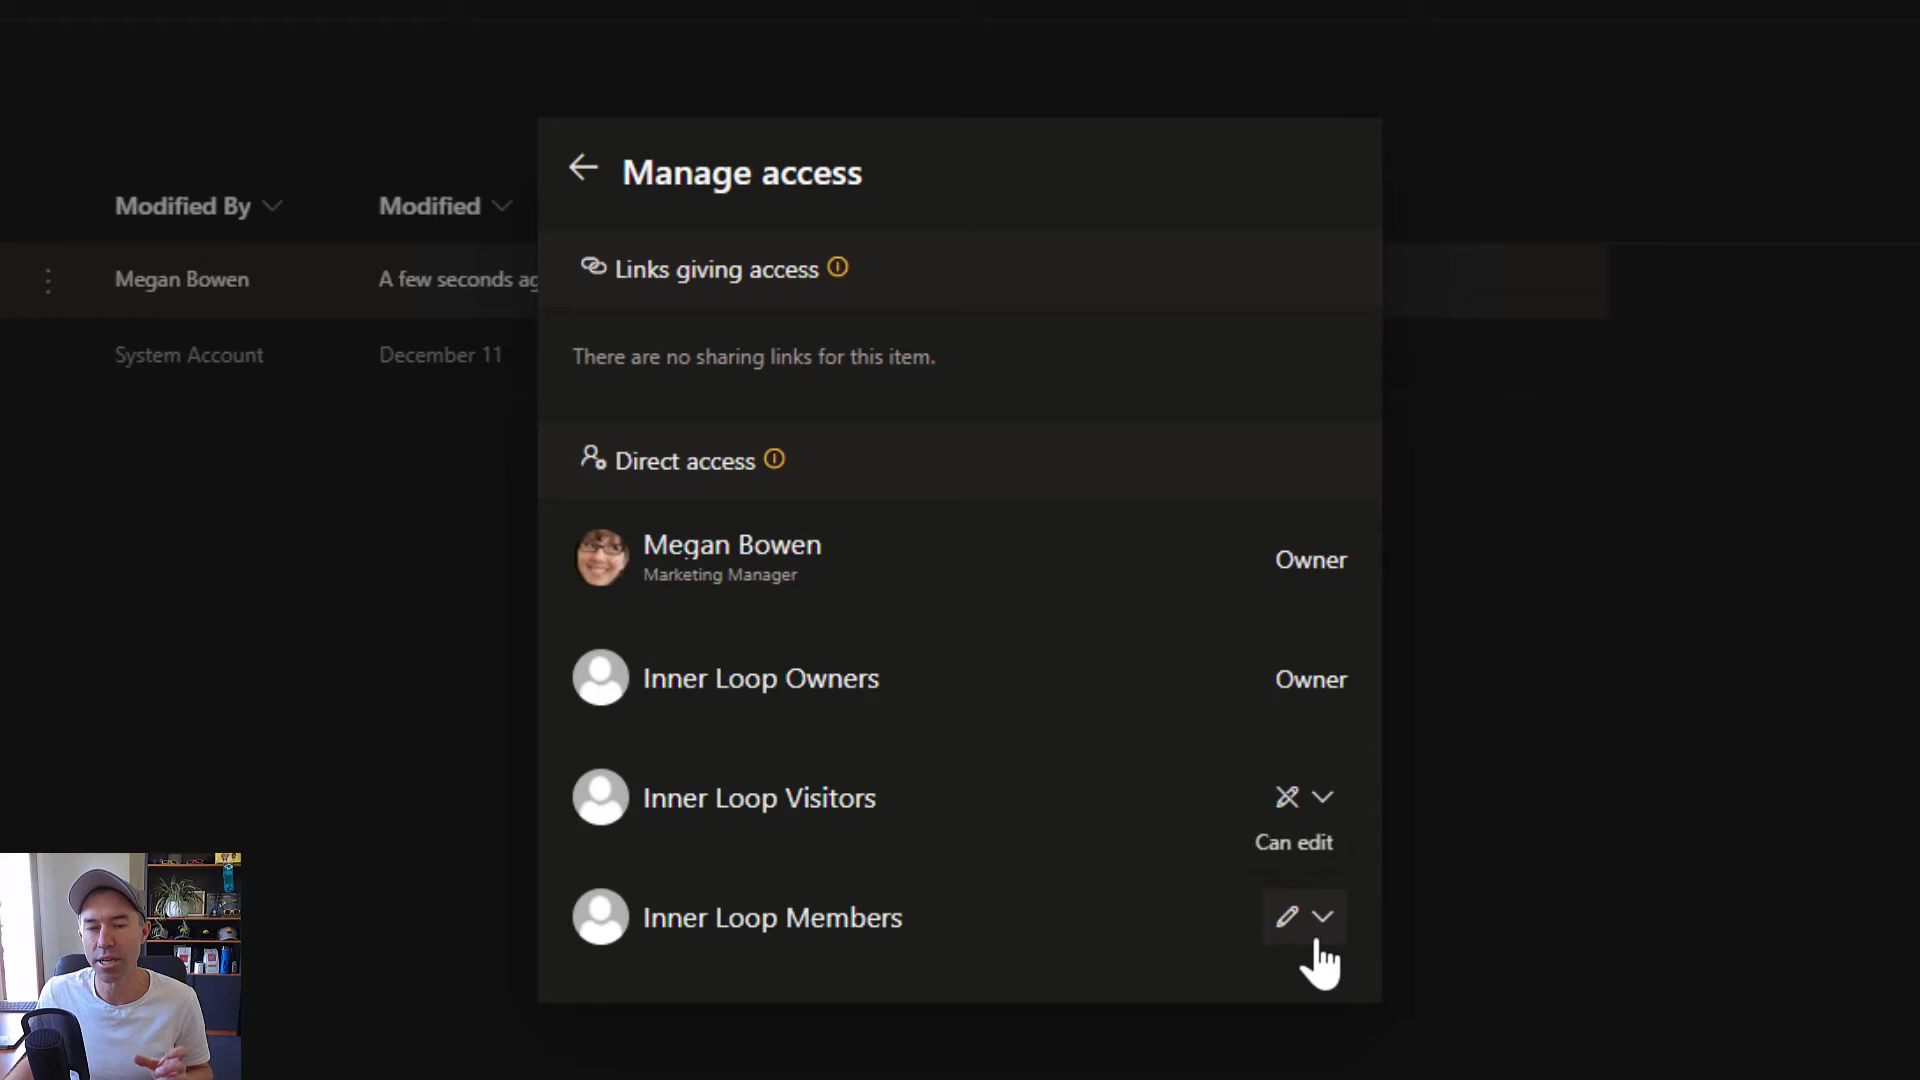 Manage access
Modified By
Modified
Links giving access
Megan Bowen
A few seconds ag
There are no sharing links for this item.
System Account
December 11
Direct access
Megan Bowen
Marketing Manager
Owner
Inner Loop Owners
Owner
Inner Loop Visitors
Can edit
Inner Loop Members